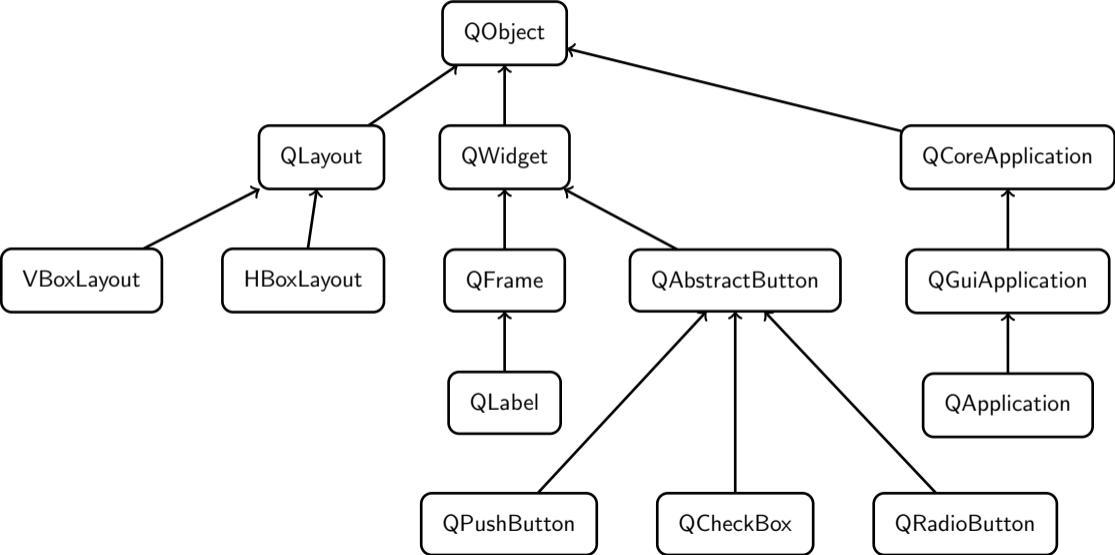 QObject
QLayout
QWidget
QCoreApplication
VBoxLayout
HBoxLayout
QFrame
QAbstractButton
QGuiApplication
QLabel
QApplication
QPushButton
QCheckBox
QRadioButton